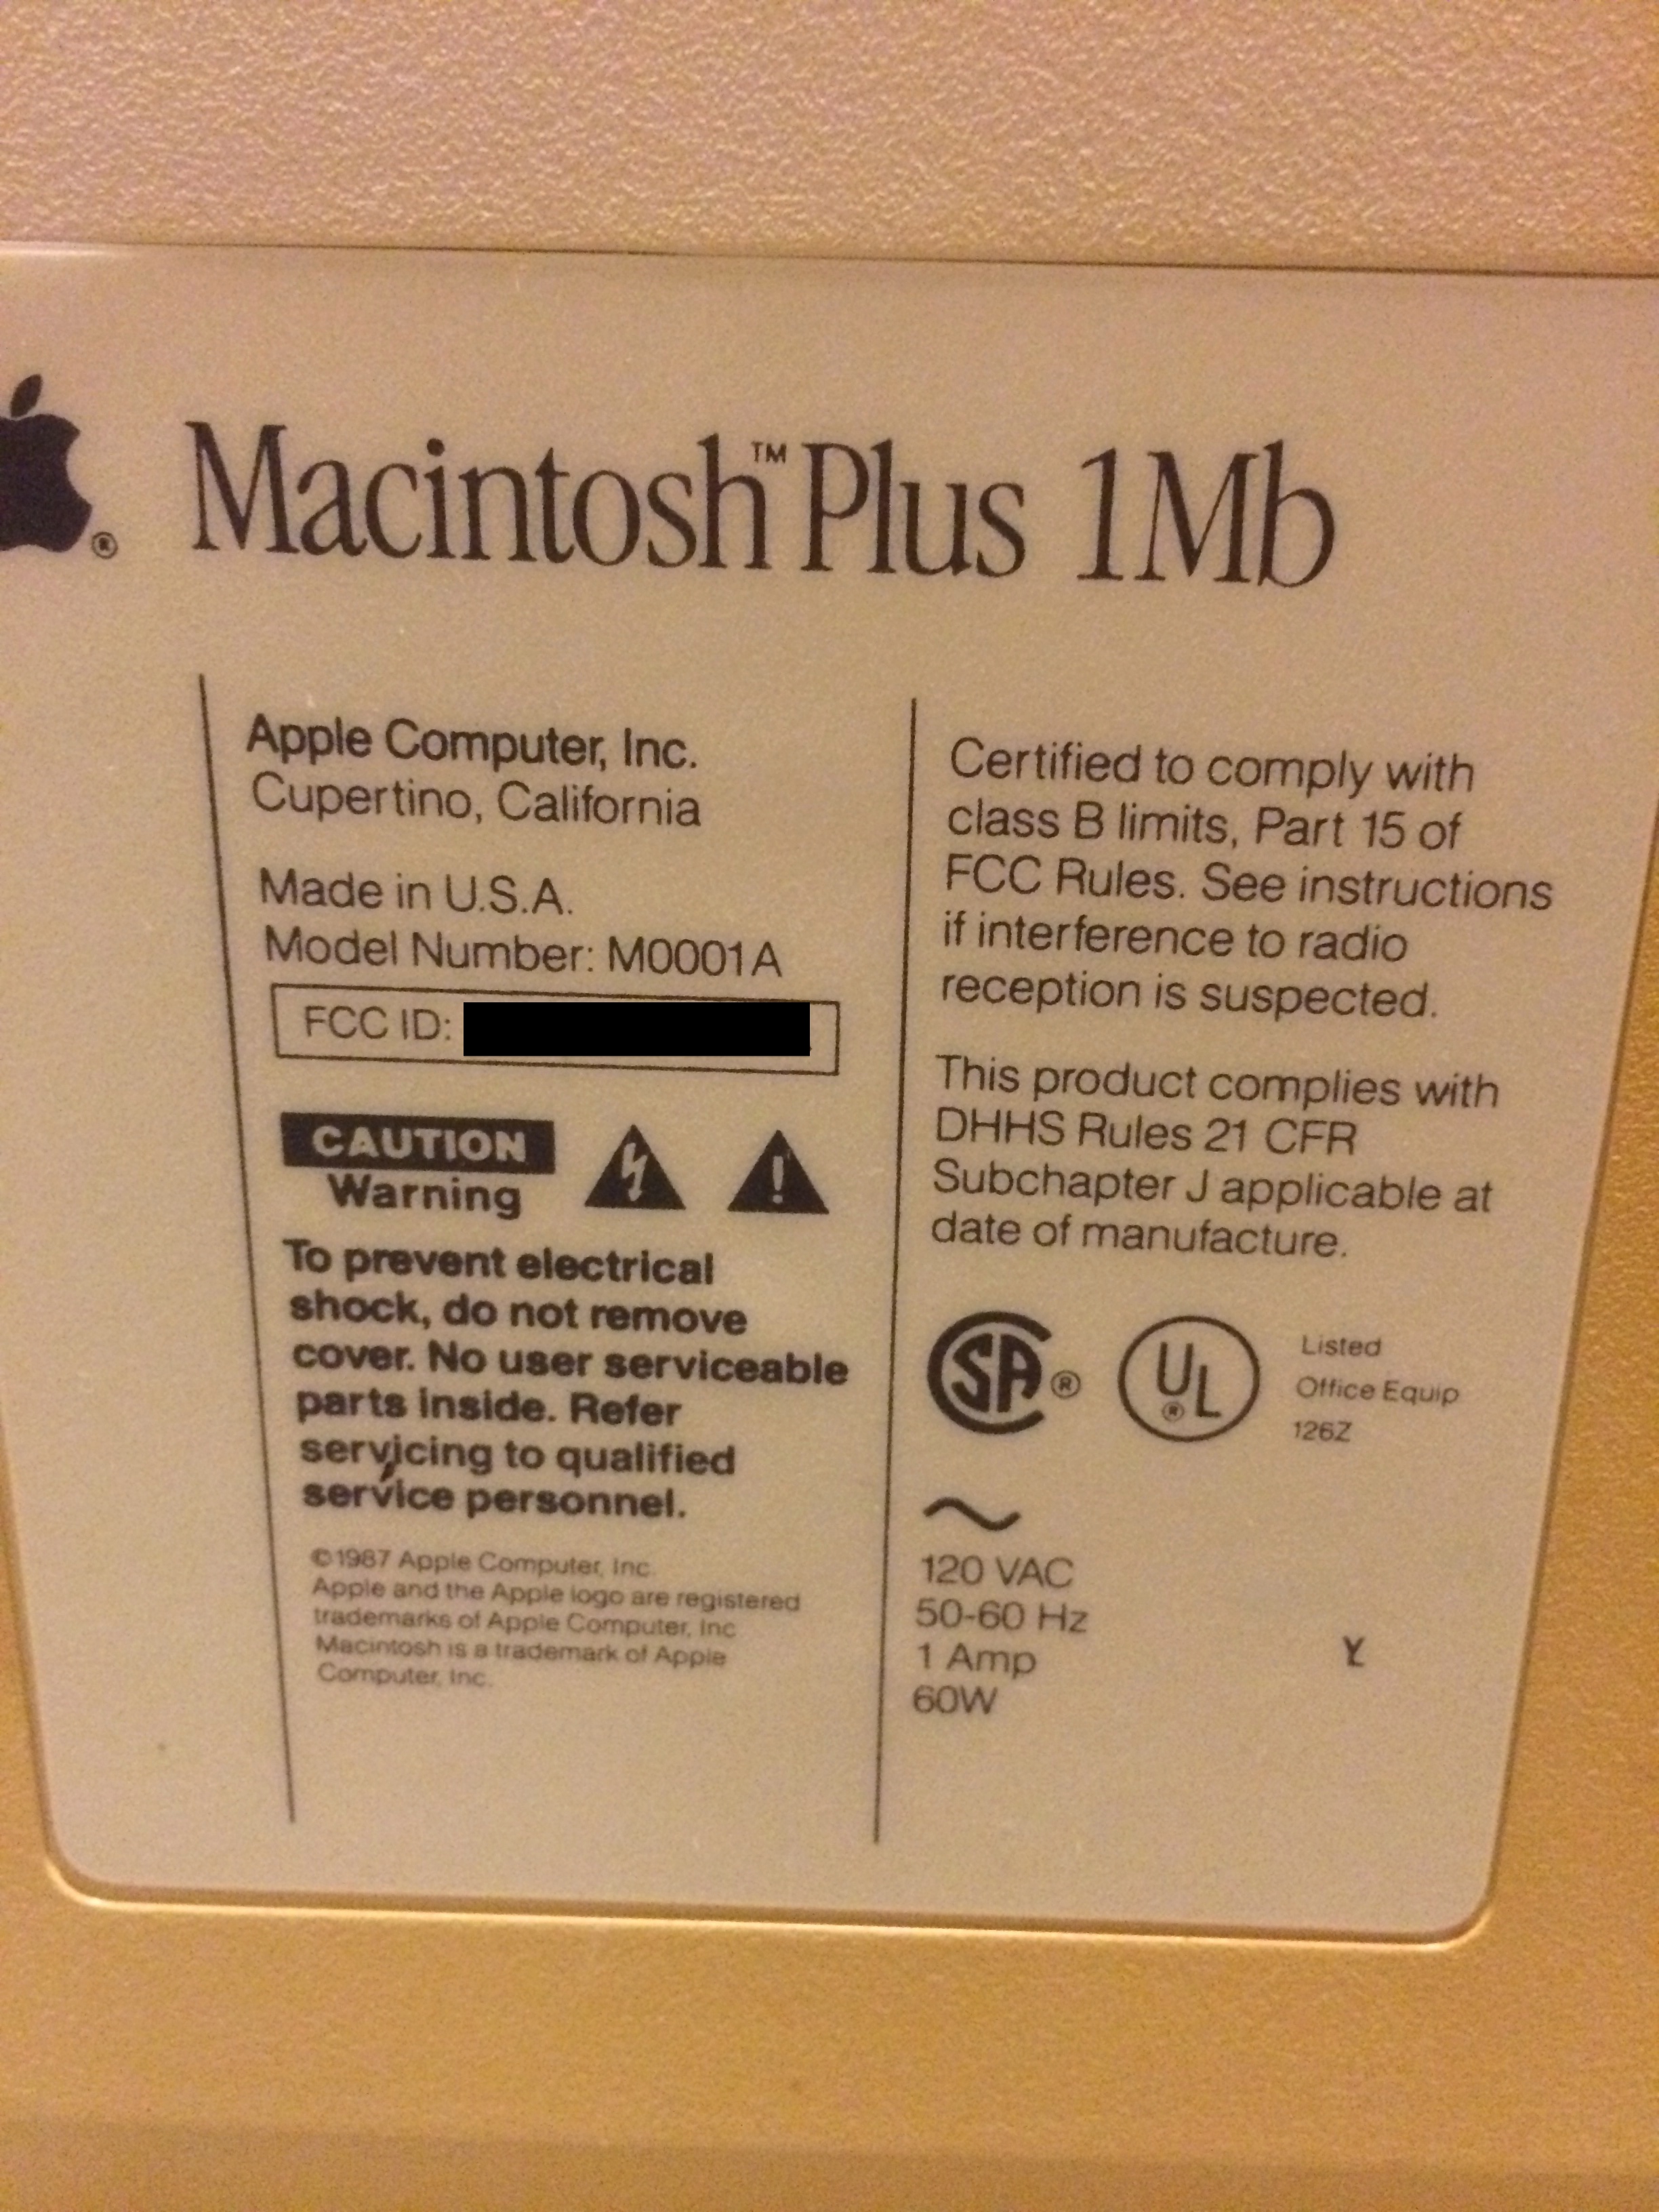 ® Macintosh™ Plus 1Mb
Apple Computer, Inc.
Cupertino, California
Made in U.S.A.
Model Number: M0001A
FCC ID:
CAUTION
Warning
To prevent electrical
shock, do not remove
cover. No user serviceable
parts inside. Refer
servicing to qualified
service personnel.
©1987 Apple Computer, Inc.
Apple and the Apple logo are registered
trademarks of Apple Computer, Inc
Macintosh is a trademark of Apple
Computer, Inc.
Certified to comply with
class B limits, Part 15 of
FCC Rules. See instructions
if interference to radio
reception is suspected.
This product complies with
DHHS Rules 21 CFR
Subchapter J applicable at
date of manufacture.
SA®
UL®
Listed
Office Equip
126Z
120 VAC
50-60 Hz
1 Amp
60W
Y